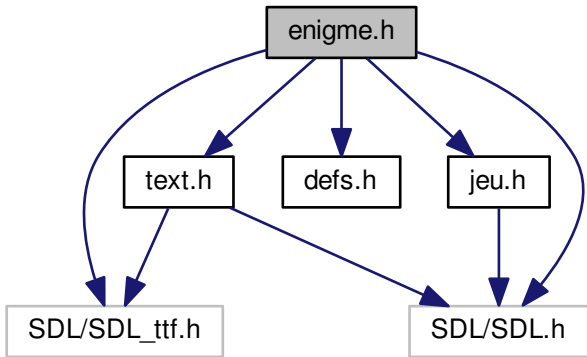 enigme.h
text.h
defs.h
jeu.h
SDL/SDL_ttf.h
SDL/SDL.h